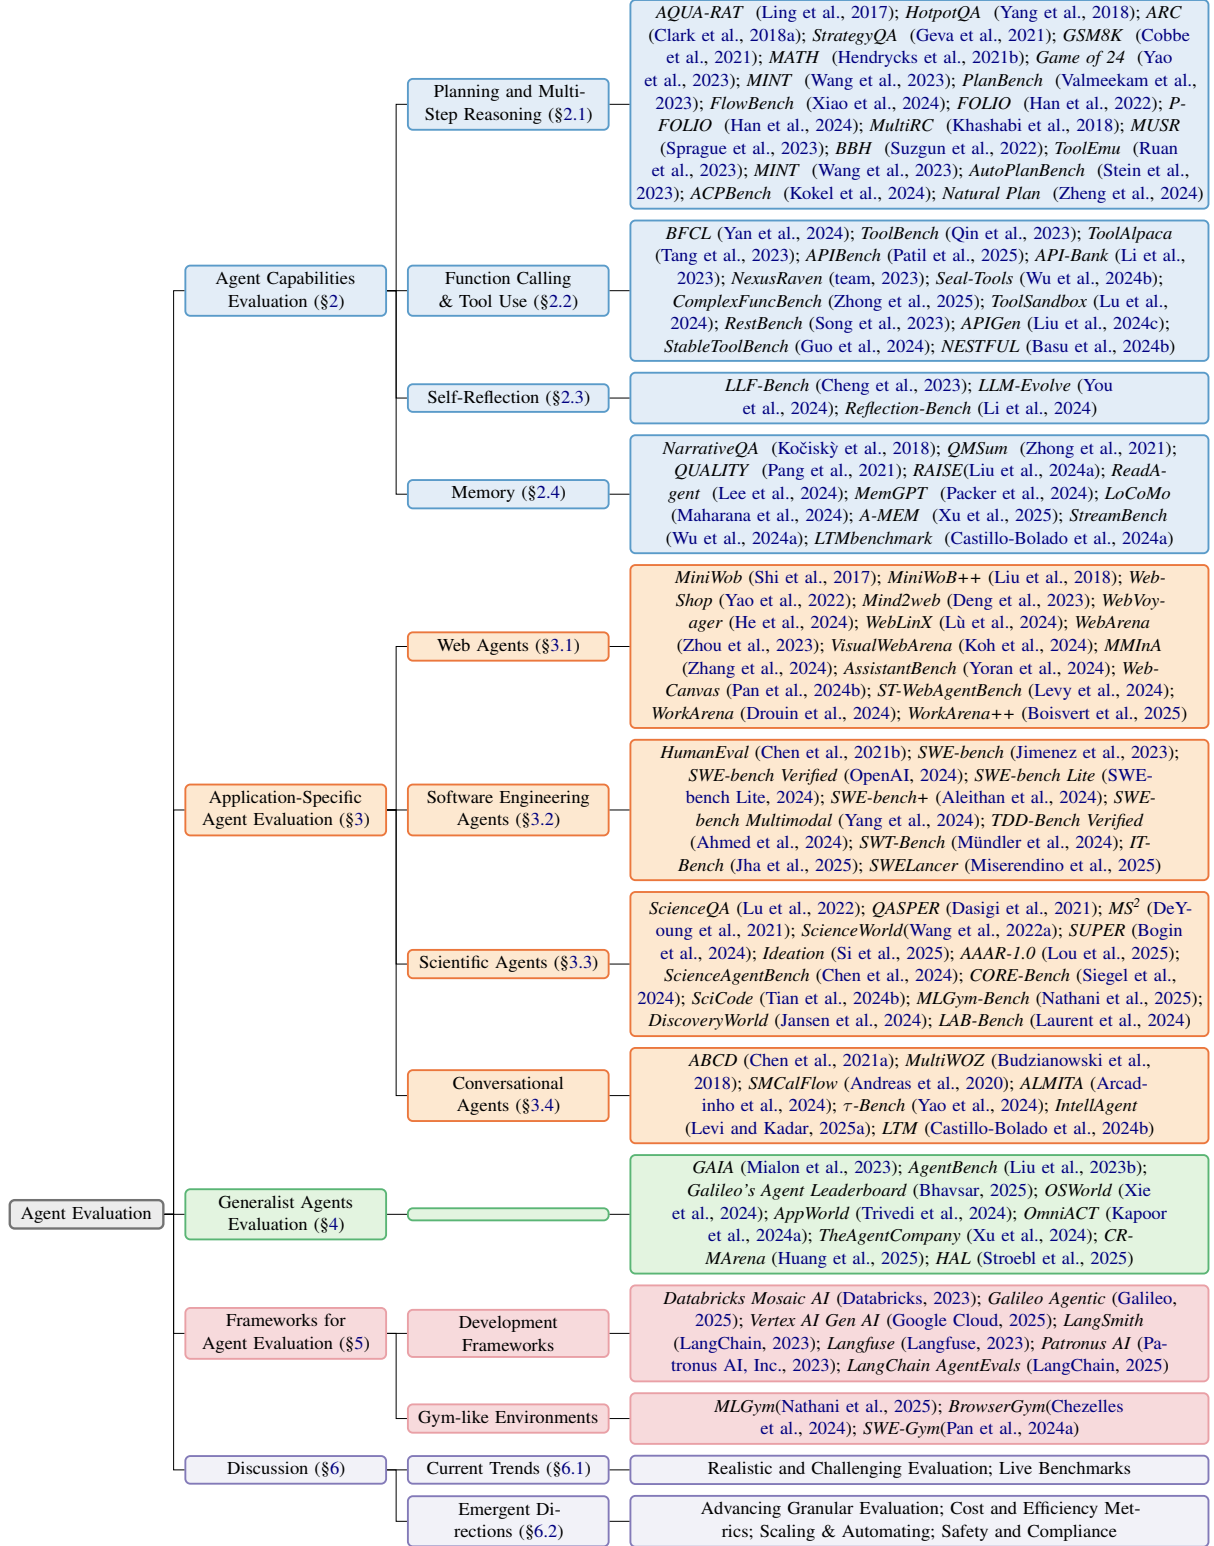 Agent Evaluation
Agent Capabilities
Evaluation (§2)
Planning and Multi-
Step Reasoning (§2.1)
AQUA-RAT (Ling et al., 2017); HotpotQA (Yang et al., 2018); ARC
(Clark et al., 2018a); StrategyQA (Geva et al., 2021); GSM8K (Cobbe
et al., 2021); MATH (Hendrycks et al., 2021b); Game of 24 (Yao
et al., 2023); MINT (Wang et al., 2023); PlanBench (Valmeekam et al.,
2023); FlowBench (Xiao et al., 2024); FOLIO (Han et al., 2022); P-
FOLIO (Han et al., 2024); MultiRC (Khashabi et al., 2018); MUSR
(Sprague et al., 2023); BBH (Suzgun et al., 2022); ToolEmu (Ruan
et al., 2023); MINT (Wang et al., 2023); AutoPlanBench (Stein et al.,
2023); ACPBench (Kokel et al., 2024); Natural Plan (Zheng et al., 2024)
Function Calling
& Tool Use (§2.2)
BFCL (Yan et al., 2024); ToolBench (Qin et al., 2023); ToolAlpaca
(Tang et al., 2023); APIBench (Patil et al., 2025); API-Bank (Li et al.,
2023); NexusRaven (team, 2023); Seal-Tools (Wu et al., 2024b);
ComplexFuncBench (Zhong et al., 2025); ToolSandbox (Lu et al.,
2024); RestBench (Song et al., 2023); APIGen (Liu et al., 2024c);
StableToolBench (Guo et al., 2024); NESTFUL (Basu et al., 2024b)
Self-Reflection (§2.3)
LLF-Bench (Cheng et al., 2023); LLM-Evolve (You
et al., 2024); Reflection-Bench (Li et al., 2024)
Memory (§2.4)
NarrativeQA (Kočiskỳ et al., 2018); QMSum (Zhong et al., 2021);
QUALITY (Pang et al., 2021); RAISE(Liu et al., 2024a); ReadA-
gent (Lee et al., 2024); MemGPT (Packer et al., 2024); LoCoMo
(Maharana et al., 2024); A-MEM (Xu et al., 2025); StreamBench
(Wu et al., 2024a); LTMbenchmark (Castillo-Bolado et al., 2024a)
Application-Specific
Agent Evaluation (§3)
Web Agents (§3.1)
MiniWob (Shi et al., 2017); MiniWoB++ (Liu et al., 2018); Web-
Shop (Yao et al., 2022); Mind2web (Deng et al., 2023); WebVoy-
ager (He et al., 2024); WebLinX (Lù et al., 2024); WebArena
(Zhou et al., 2023); VisualWebArena (Koh et al., 2024); MMInA
(Zhang et al., 2024); AssistantBench (Yoran et al., 2024); Web-
Canvas (Pan et al., 2024b); ST-WebAgentBench (Levy et al., 2024);
WorkArena (Drouin et al., 2024); WorkArena++ (Boisvert et al., 2025)
Software Engineering
Agents (§3.2)
HumanEval (Chen et al., 2021b); SWE-bench (Jimenez et al., 2023);
SWE-bench Verified (OpenAI, 2024); SWE-bench Lite (SWE-
bench Lite, 2024); SWE-bench+ (Aleithan et al., 2024); SWE-
bench Multimodal (Yang et al., 2024); TDD-Bench Verified
(Ahmed et al., 2024); SWT-Bench (Mündler et al., 2024); IT-
Bench (Jha et al., 2025); SWELancer (Miserendino et al., 2025)
Scientific Agents (§3.3)
ScienceQA (Lu et al., 2022); QASPER (Dasigi et al., 2021); MS² (DeY-
oung et al., 2021); ScienceWorld(Wang et al., 2022a); SUPER (Bogin
et al., 2024); Ideation (Si et al., 2025); AAAR-1.0 (Lou et al., 2025);
ScienceAgentBench (Chen et al., 2024); CORE-Bench (Siegel et al.,
2024); SciCode (Tian et al., 2024b); MLGym-Bench (Nathani et al., 2025);
DiscoveryWorld (Jansen et al., 2024); LAB-Bench (Laurent et al., 2024)
Conversational
Agents (§3.4)
ABCD (Chen et al., 2021a); MultiWOZ (Budzianowski et al.,
2018); SMCalFlow (Andreas et al., 2020); ALMITA (Arcad-
inho et al., 2024); τ-Bench (Yao et al., 2024); IntellAgent
(Levi and Kadar, 2025a); LTM (Castillo-Bolado et al., 2024b)
Generalist Agents
Evaluation (§4)
GAIA (Mialon et al., 2023); AgentBench (Liu et al., 2023b);
Galileo's Agent Leaderboard (Bhavsar, 2025); OSWorld (Xie
et al., 2024); AppWorld (Trivedi et al., 2024); OmniACT (Kapoor
et al., 2024a); TheAgentCompany (Xu et al., 2024); CR-
MArena (Huang et al., 2025); HAL (Stroebl et al., 2025)
Frameworks for
Agent Evaluation (§5)
Development
Frameworks
Databricks Mosaic AI (Databricks, 2023); Galileo Agentic (Galileo,
2025); Vertex AI Gen AI (Google Cloud, 2025); LangSmith
(LangChain, 2023); Langfuse (Langfuse, 2023); Patronus AI (Pa-
tronus AI, Inc., 2023); LangChain AgentEvals (LangChain, 2025)
Gym-like Environments
MLGym(Nathani et al., 2025); BrowserGym(Chezelles
et al., 2024); SWE-Gym(Pan et al., 2024a)
Discussion (§6)
Current Trends (§6.1)
Realistic and Challenging Evaluation; Live Benchmarks
Emergent Di-
rections (§6.2)
Advancing Granular Evaluation; Cost and Efficiency Met-
rics; Scaling & Automating; Safety and Compliance